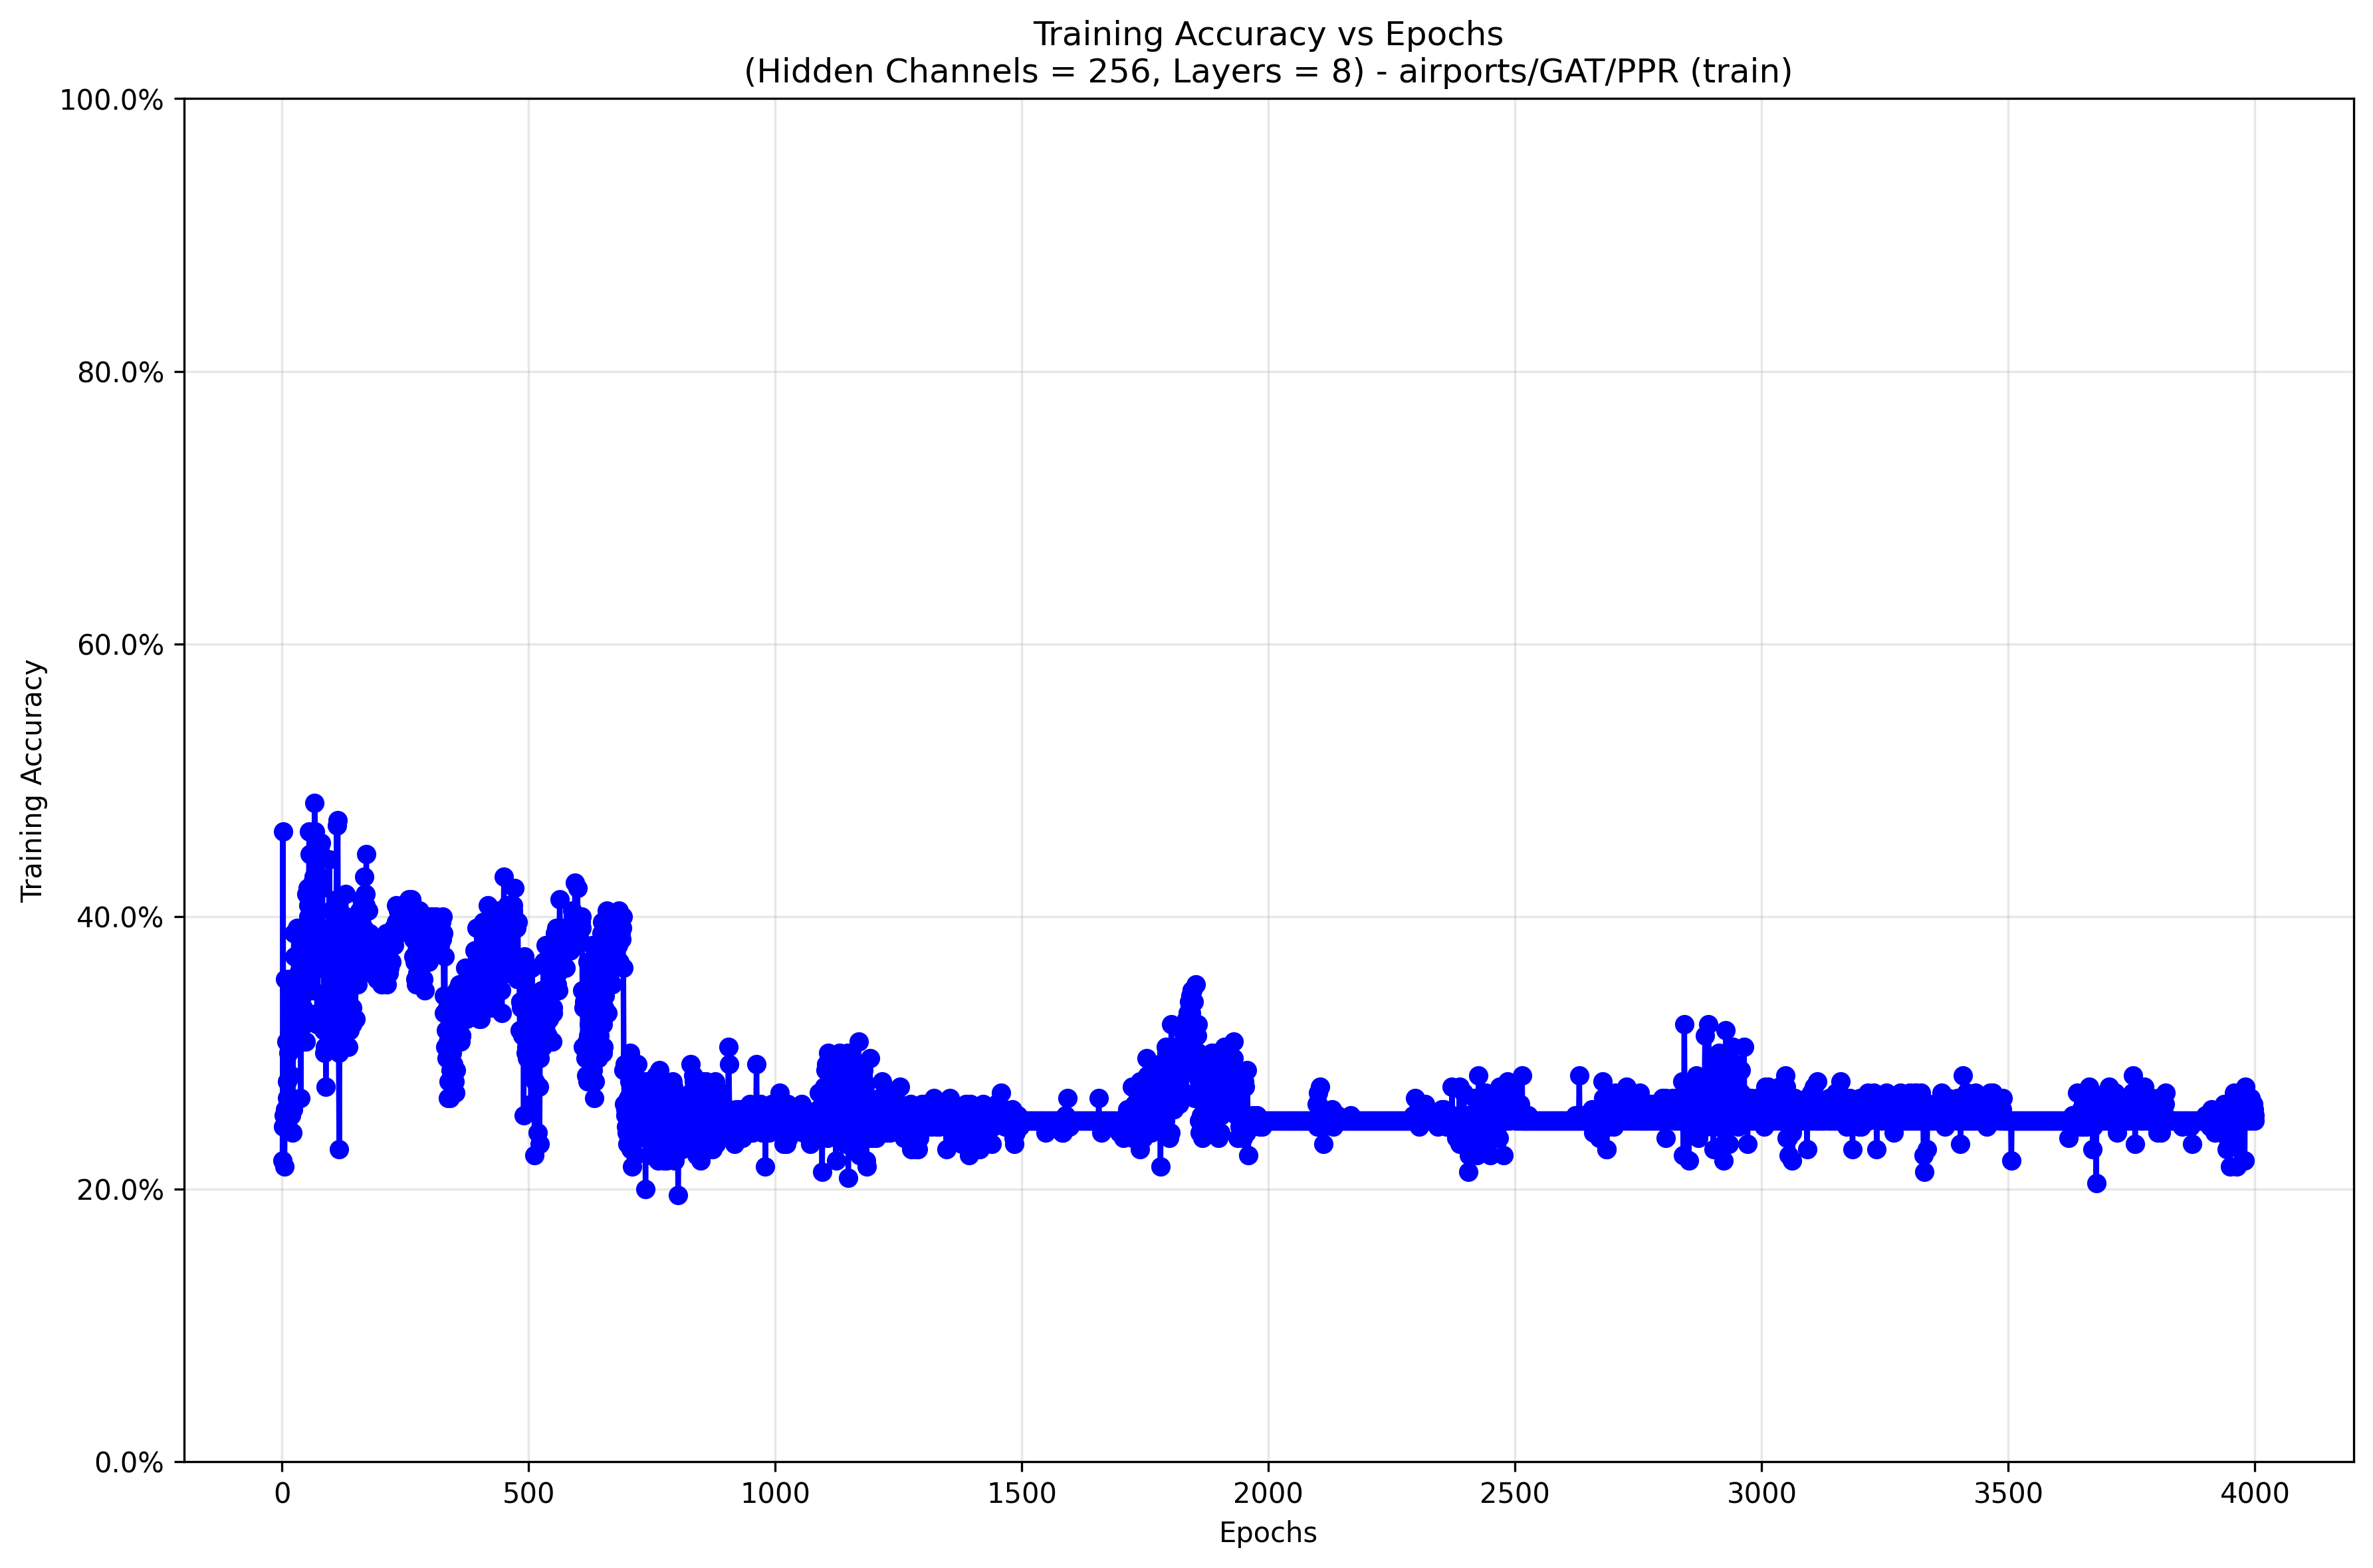 Training Accuracy vs Epochs
(Hidden Channels = 256, Layers = 8) - airports/GAT/PPR (train)
100.0%
80.0%
60.0%
40.0%
20.0%
0.0%
Training Accuracy
0 500 1000 1500 2000 2500 3000 3500 4000
Epochs